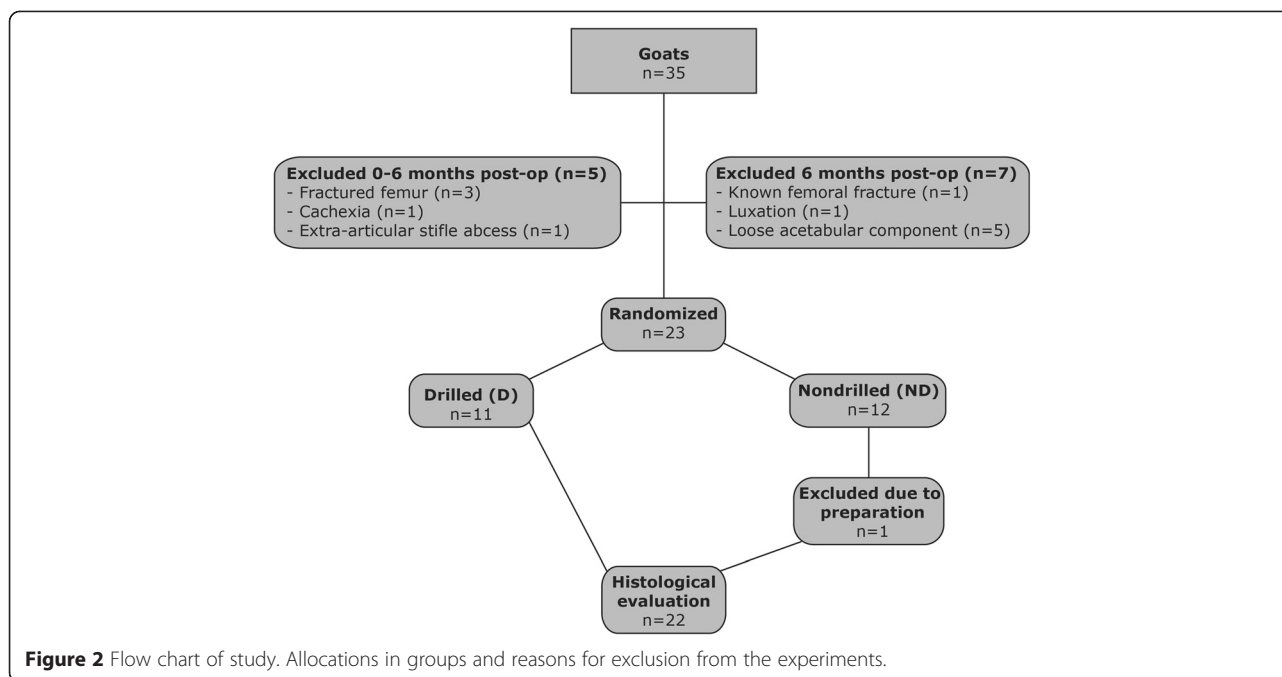 Goats
n=35
Excluded 0-6 months post-op (n=5)
- Fractured femur (n=3)
- Cachexia (n=1)
- Extra-articular stifle abcess (n=1)
Excluded 6 months post-op (n=7)
- Known femoral fracture (n=1)
- Luxation (n=1)
- Loose acetabular component (n=5)
Randomized
n=23
Drilled (D)
n=11
Nondrilled (ND)
n=12
Excluded due to
preparation
n=1
Histological
evaluation
n=22
Figure 2 Flow chart of study. Allocations in groups and reasons for exclusion from the experiments.